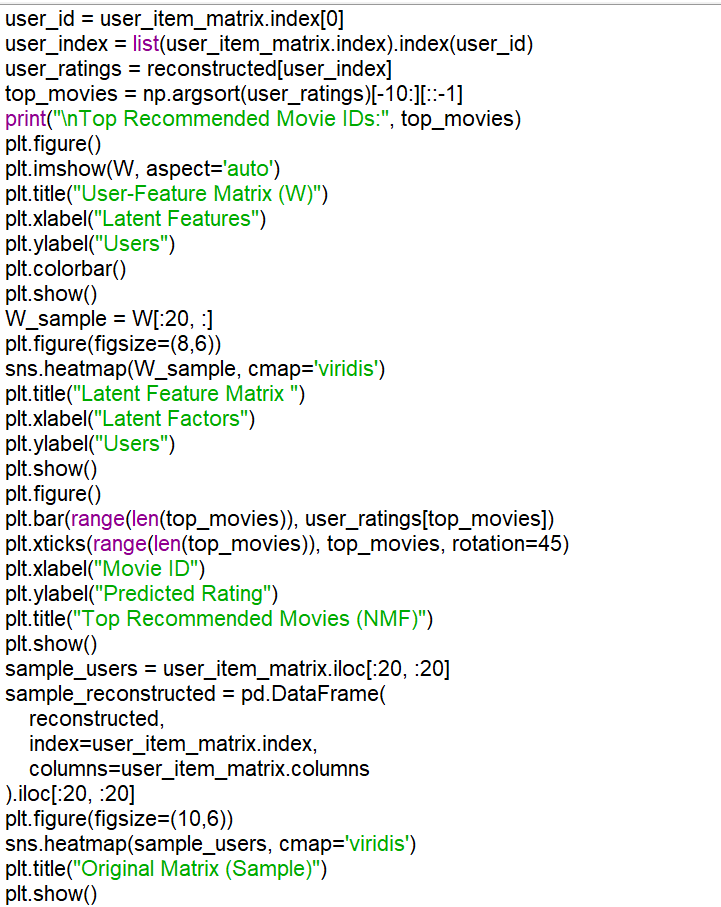 user_id = user_item_matrix.index[0]
user_index = list(user_item_matrix.index).index(user_id)
user_ratings = reconstructed[user_index]
top_movies = np.argsort(user_ratings)[-10:][::-1]
print("\nTop Recommended Movie IDs:", top_movies)
plt.figure()
plt.imshow(W, aspect='auto')
plt.title("User-Feature Matrix (W)")
plt.xlabel("Latent Features")
plt.ylabel("Users")
plt.colorbar()
plt.show()
W_sample = W[:20, :]
plt.figure(figsize=(8,6))
sns.heatmap(W_sample, cmap='viridis')
plt.title("Latent Feature Matrix ")
plt.xlabel("Latent Factors")
plt.ylabel("Users")
plt.show()
plt.figure()
plt.bar(range(len(top_movies)), user_ratings[top_movies])
plt.xticks(range(len(top_movies)), top_movies, rotation=45)
plt.xlabel("Movie ID")
plt.ylabel("Predicted Rating")
plt.title("Top Recommended Movies (NMF)")
plt.show()
sample_users = user_item_matrix.iloc[:20, :20]
sample_reconstructed = pd.DataFrame(
    reconstructed,
    index=user_item_matrix.index,
    columns=user_item_matrix.columns
).iloc[:20, :20]
plt.figure(figsize=(10,6))
sns.heatmap(sample_users, cmap='viridis')
plt.title("Original Matrix (Sample)")
plt.show()